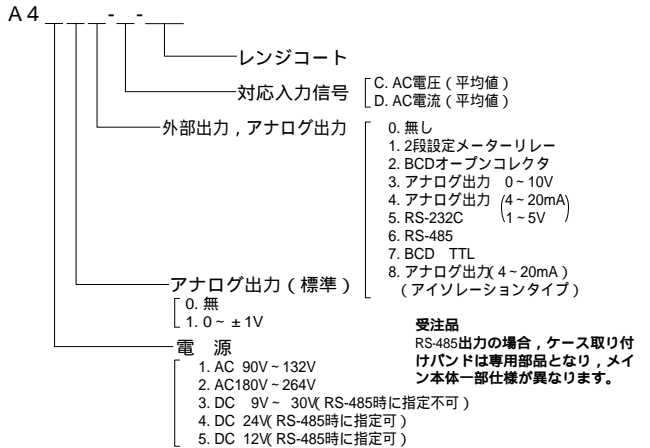 A4＿＿＿-＿-＿
レンジコート
対応入力信号
C. AC電圧（平均値）
D. AC電流（平均値）
外部出力，アナログ出力
0. 無し
1. 2段設定メーターリレー
2. BCDオープンコレクタ
3. アナログ出力 0～10V
4. アナログ出力 (4～20mA)
5. RS-232C (1～5V)
6. RS-485
7. BCD TTL
8. アナログ出力(4～20mA)
（アイソレーションタイプ）
アナログ出力（標準）
0. 無
1. 0～±1V
受注品
RS-485出力の場合，ケース取り付
けバンドは専用部品となり，メイ
ン本体一部仕様が異なります。
電 源
1. AC 90V～132V
2. AC180V～264V
3. DC 9V～ 30V(RS-485時に指定不可)
4. DC 24V(RS-485時に指定可)
5. DC 12V(RS-485時に指定可)